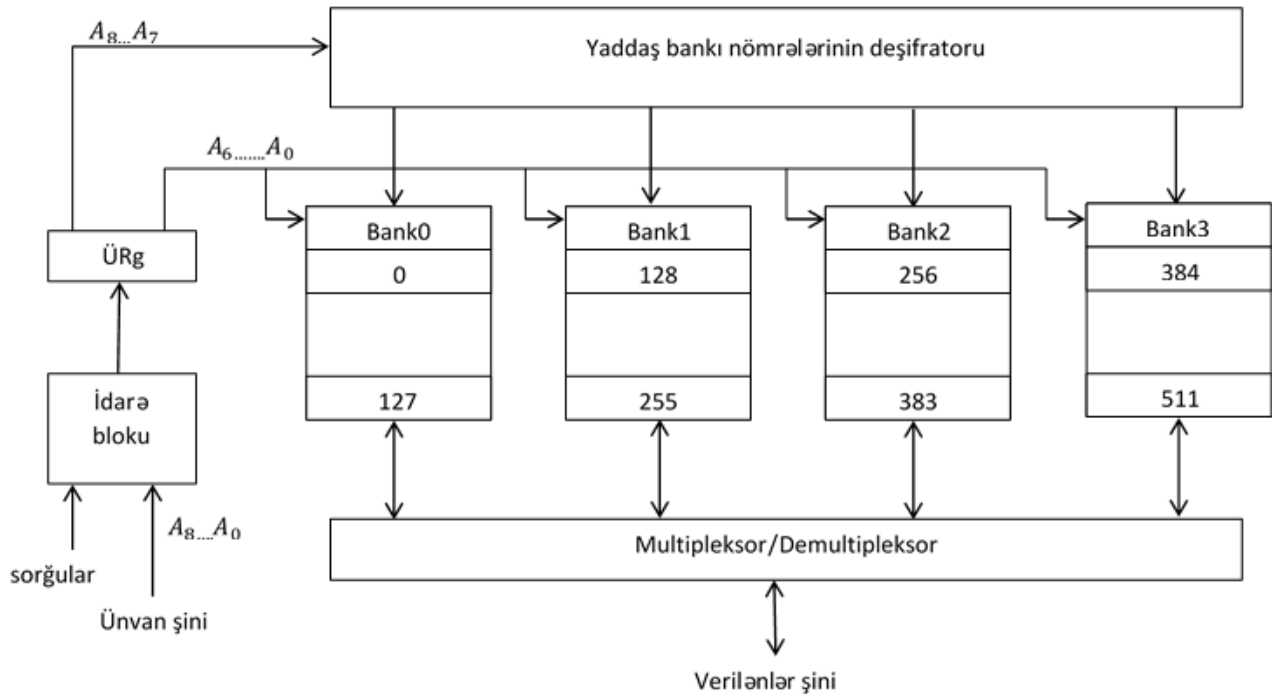 A₈...A₇
Yaddaş bankı nömrələrinin deşifratoru
A₆.......A₀
Bank0
Bank1
Bank2
Bank3
ÜRg
0
128
256
384
127
255
383
511
İdarə
bloku
A₈....A₀
sorğular
Ünvan şini
Multipleksor/Demultipleksor
Verilənlər şini